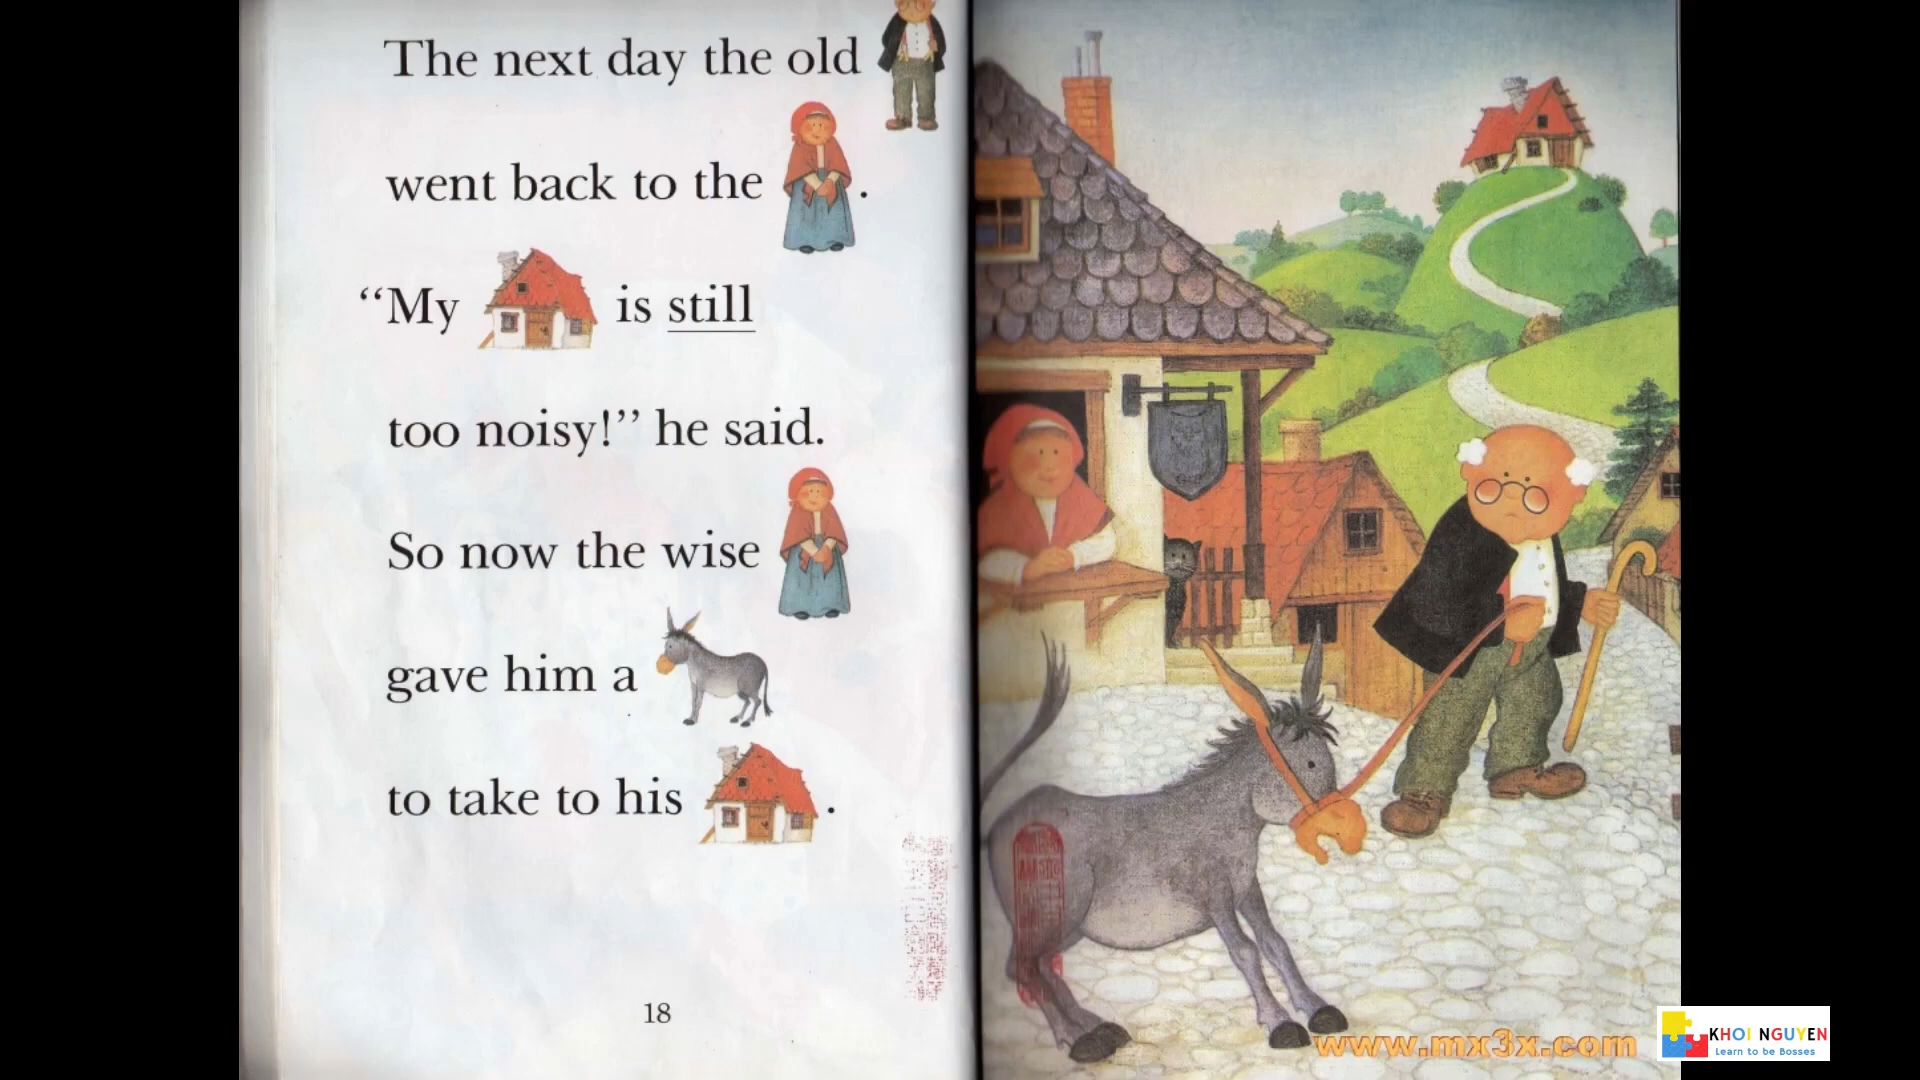 The next day the old
went back to the .
“My is still
too noisy!” he said.
So now the wise
gave him a
to take to his .
18
www.mx3x.com
KHOI NGUYEN
Learn to be Bosses